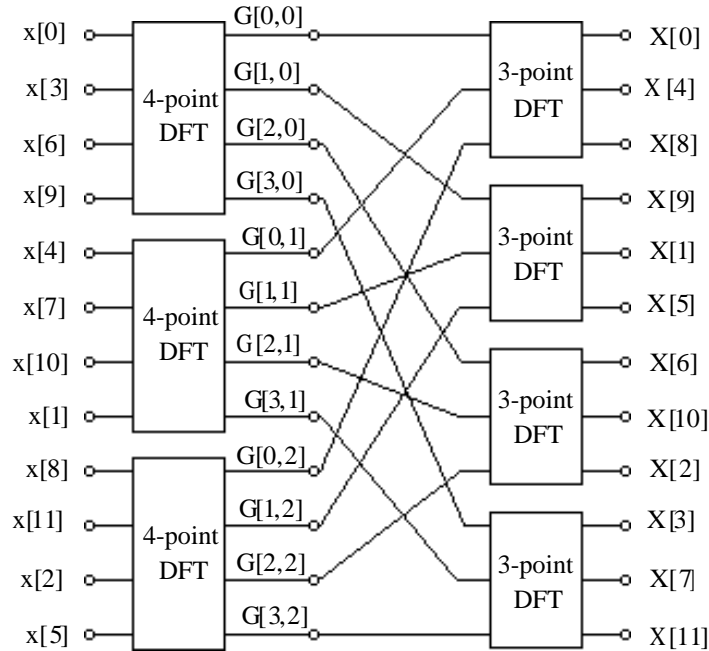 x[0]
x[3]
x[6]
x[9]
x[4]
x[7]
x[10]
x[1]
x[8]
x[11]
x[2]
x[5]
4-point
DFT
4-point
DFT
4-point
DFT
G[0,0]
G[1,0]
G[2,0]
G[3,0]
G[0,1]
G[1,1]
G[2,1]
G[3,1]
G[0,2]
G[1,2]
G[2,2]
G[3,2]
3-point
DFT
3-point
DFT
3-point
DFT
3-point
DFT
X[0]
X[4]
X[8]
X[9]
X[1]
X[5]
X[6]
X[10]
X[2]
X[3]
X[7]
X[11]